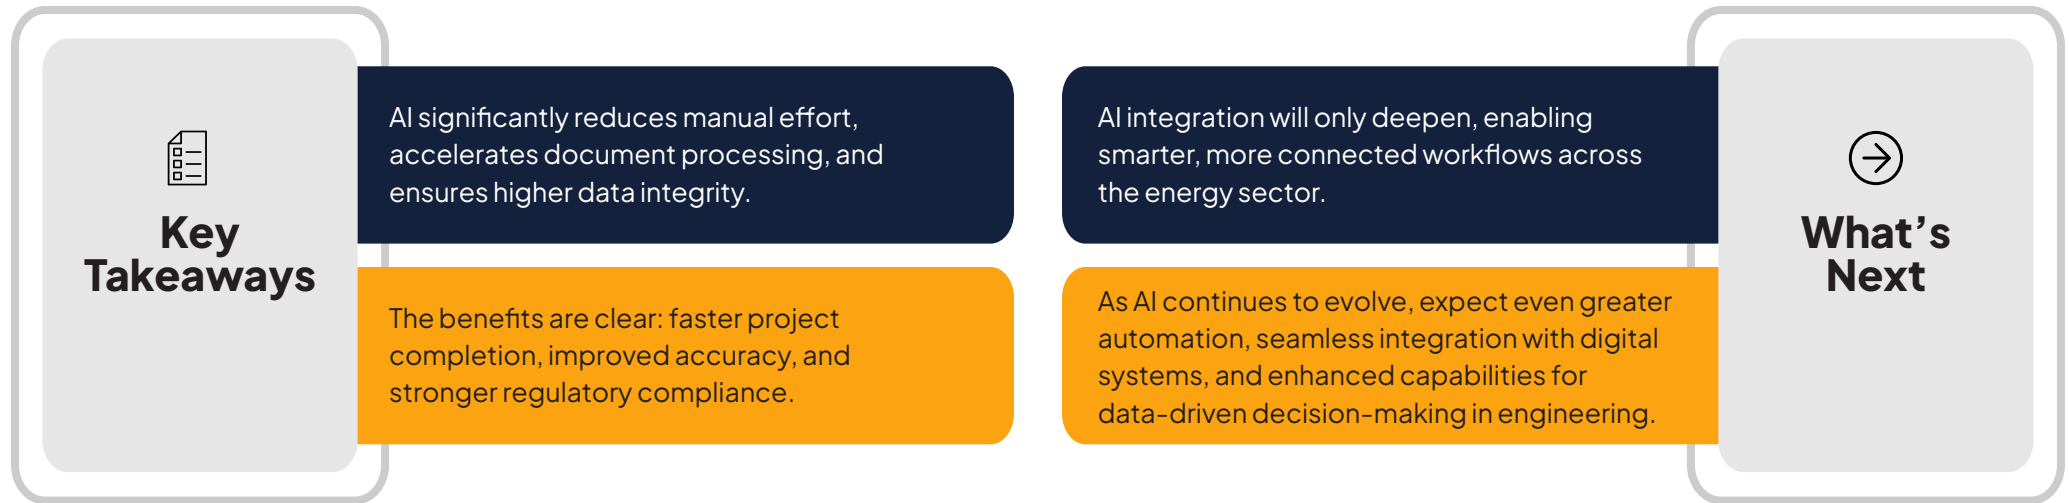 Key
Takeaways
AI significantly reduces manual effort,
accelerates document processing, and
ensures higher data integrity.
The benefits are clear: faster project
completion, improved accuracy, and
stronger regulatory compliance.
AI integration will only deepen, enabling
smarter, more connected workflows across
the energy sector.
As AI continues to evolve, expect even greater
automation, seamless integration with digital
systems, and enhanced capabilities for
data-driven decision-making in engineering.
What’s
Next